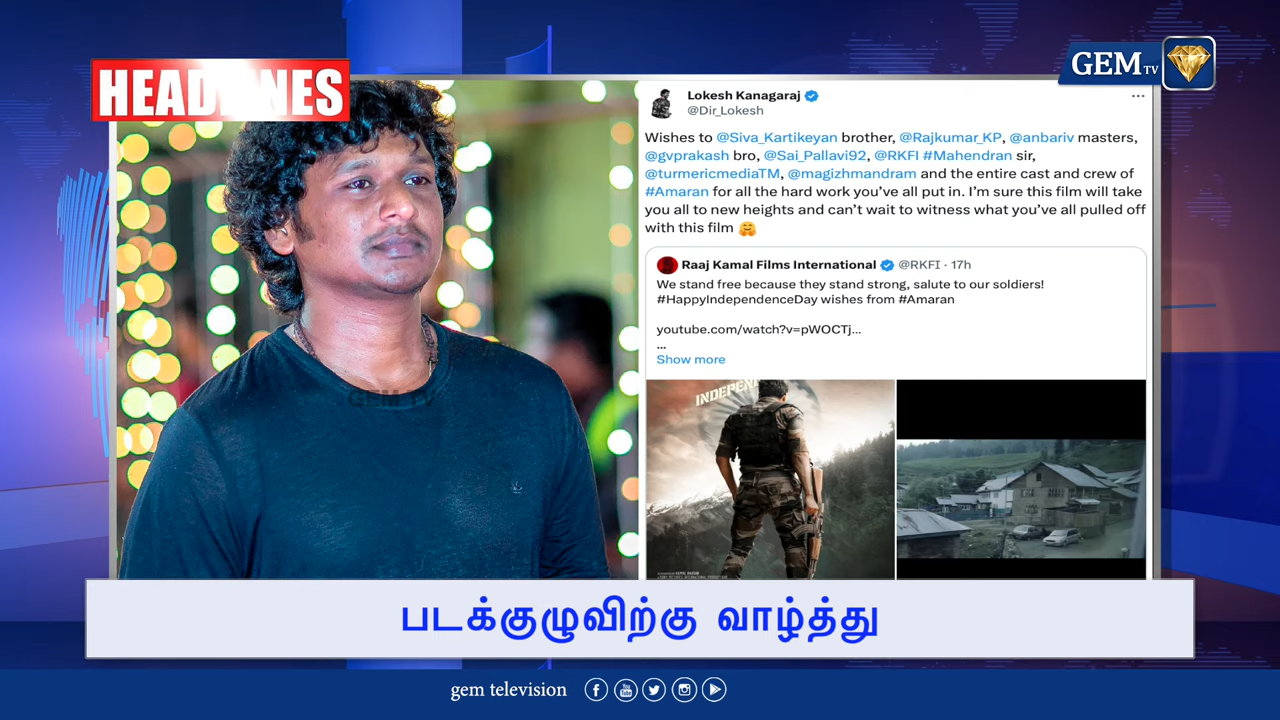 HEADLINES
GEM TV
Lokesh Kanagaraj
@Dir_Lokesh
Wishes to @Siva_Kartikeyan brother, @Rajkumar_KP, @anbariv masters,
@gvprakash bro, @Sai_Pallavi92, @RKFI #Mahendran sir,
@turmericmediaTM, @magizhmandram and the entire cast and crew of
#Amaran for all the hard work you’ve all put in. I’m sure this film will take
you all to new heights and can’t wait to witness what you’ve all pulled off
with this film 🤗
Raaj Kamal Films International @RKFI · 17h
We stand free because they stand strong, salute to our soldiers!
#HappyIndependenceDay wishes from #Amaran
youtube.com/watch?v=pWOCTj...
...
Show more
GEM TV
படக்குழுவிற்கு வாழ்த்து
gem television